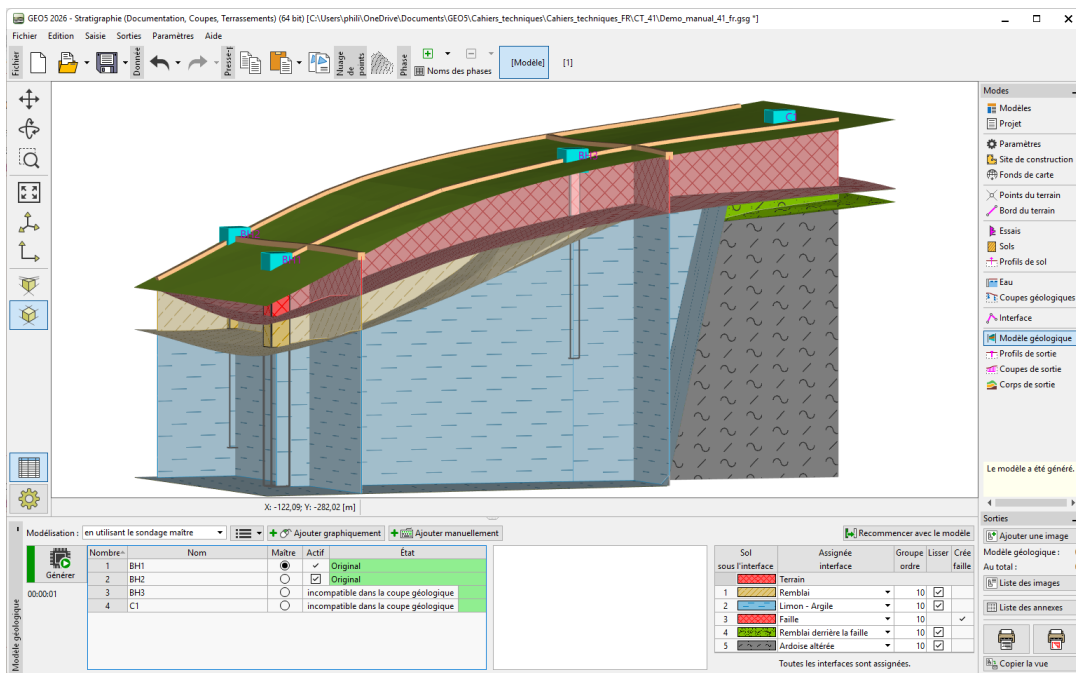 GEO5 2026 - Stratigraphie (Documentation, Coupes, Terrassements) (64 bit) [C:\Users\phili\OneDrive\Documents\GEO5\Cahiers_techniques\Cahiers_techniques_FR\CT_41\Demo_manual_41_fr.gsg *]
Fichier Edition Saisie Sorties Paramètres Aide
Fichier
Donnée
Presse-p
Nuage de points
Phase
Noms des phases
[Modèle] [1]
C1
BH2
X: -122,09; Y: -282,02 [m]
Modes
Modèles
Projet
Paramètres
Site de construction
Fonds de carte
Points du terrain
Bord du terrain
Essais
Sols
Profils de sol
Eau
Coupes géologiques
Interface
Modèle géologique
Profils de sortie
Coupes de sortie
Corps de sortie
Le modèle a été généré.
Modèle géologique
Modélisation : en utilisant le sondage maître Ajouter graphiquement Ajouter manuellement Recommencer avec le modèle
Générer
00:00:01
Nombre Nom Maître Actif État
1 BH1 Original
2 BH2 Original
3 BH3 incompatible dans la coupe géologique
4 C1 incompatible dans la coupe géologique
Sol sous l'interface Assignée interface Groupe ordre Lisser Crée faille
Terrain
1 Remblai 10
2 Limon - Argile 10
3 Faille 10
4 Remblai derrière la faille 10
5 Ardoise altérée 10
Toutes les interfaces sont assignées.
Sorties
Ajouter une image
Modèle géologique :
Au total :
Liste des images
Liste des annexes
Copier la vue